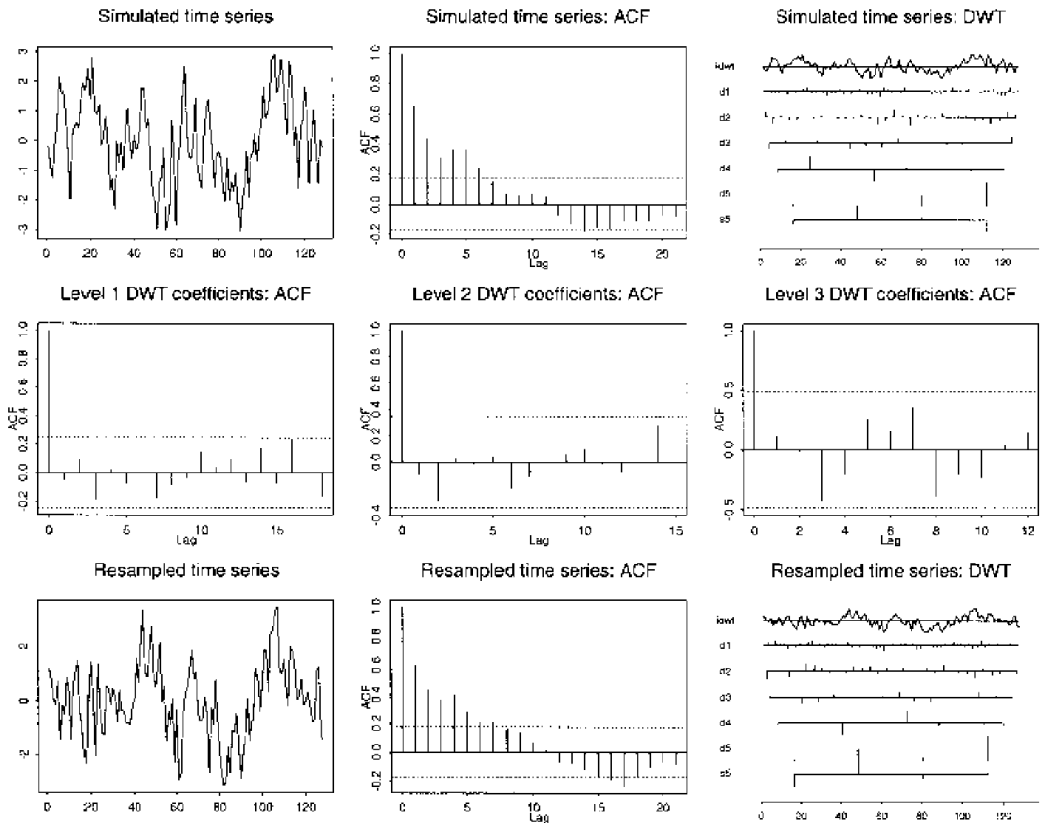 Simulated time series
3
2
1
0
-1
-2
-3
0 20 40 60 80 100 120
Simulated time series: ACF
ACF
1.0
0.8
0.6
0.4
0.2
0.0
-0.2
0 5 10 15 20
Lag
Simulated time series: DWT
idwt
d1
d2
d3
d4
d5
s5
0 20 40 60 80 100 120
Level 1 DWT coefficients: ACF
ACF
1.0
0.8
0.6
0.4
0.2
0.0
-0.2
0 5 10 15
Lag
Level 2 DWT coefficients: ACF
ACF
1.0
0.8
0.6
0.4
0.2
0.0
-0.4
0 5 10 15
Lag
Level 3 DWT coefficients: ACF
ACF
1.0
0.5
0.0
-0.5
0 2 4 6 8 10 12
Lag
Resampled time series
2
0
-2
0 20 40 60 80 100 120
Resampled time series: ACF
ACF
1.0
0.8
0.6
0.4
0.2
0.0
-0.2
0 5 10 15 20
Lag
Resampled time series: DWT
idwt
d1
d2
d3
d4
d5
s5
0 20 40 60 80 100 120